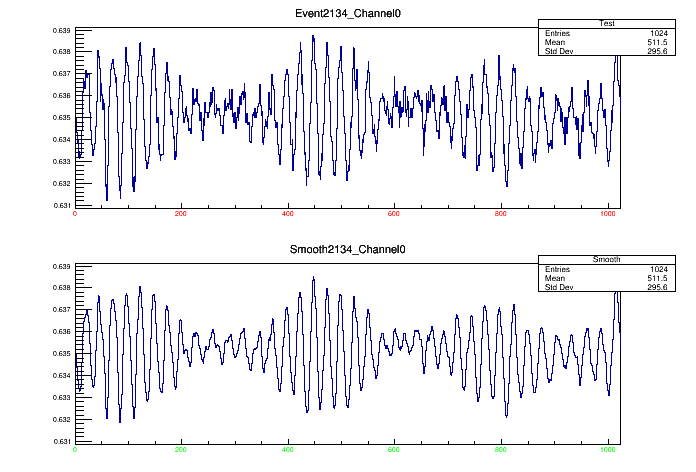 Event2134_Channel0
Test
Entries 1024
Mean 511.5
Std Dev 295.6
0.639
0.638
0.637
0.636
0.635
0.634
0.633
0.632
0.631
0 200 400 600 800 1000
Smooth2134_Channel0
Smooth
Entries 1024
Mean 511.5
Std Dev 295.6
0.639
0.638
0.637
0.636
0.635
0.634
0.633
0.632
0.631
0 200 400 600 800 1000